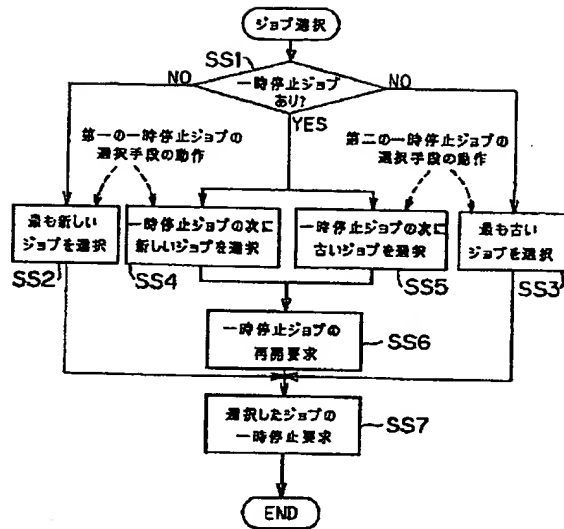 ジョブ選択
SS1
一時停止ジョブ
あり?
NO
NO
YES
第一の一時停止ジョブの
選択手段の動作
第二の一時停止ジョブの
選択手段の動作
最も新しい
ジョブを選択
一時停止ジョブの次に
新しいジョブを選択
一時停止ジョブの次に
古いジョブを選択
最も古い
ジョブを選択
SS2
SS4
SS5
SS3
一時停止ジョブの
再開要求
SS6
選択したジョブの
一時停止要求
SS7
END